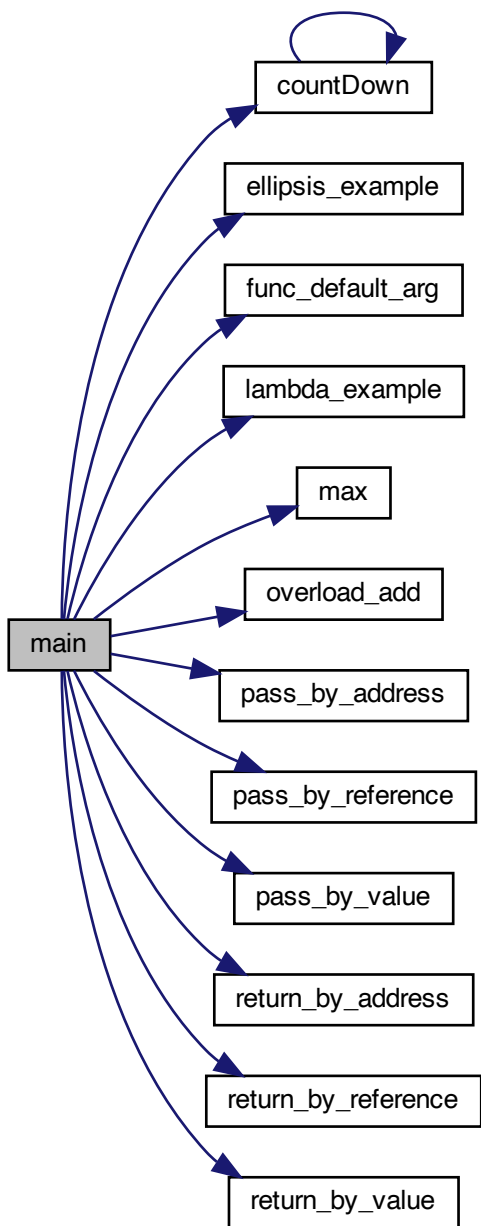 countDown
ellipsis_example
func_default_arg
lambda_example
max
overload_add
main
pass_by_address
pass_by_reference
pass_by_value
return_by_address
return_by_reference
return_by_value